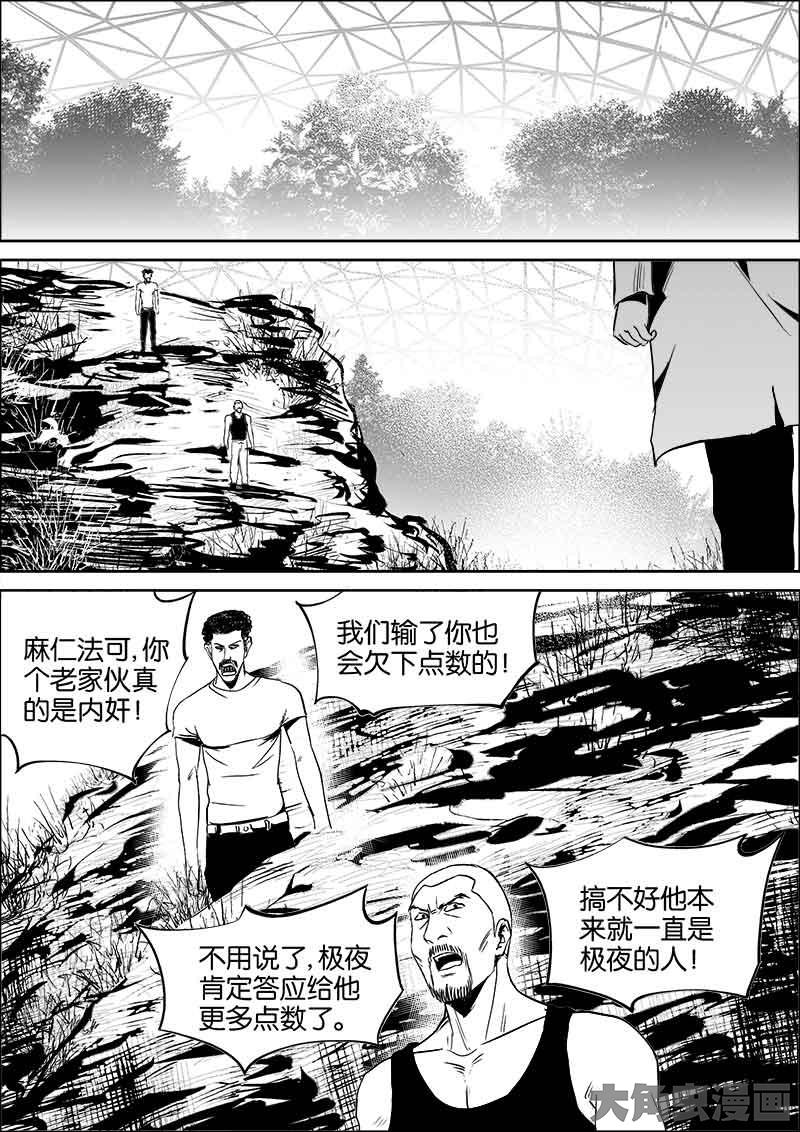 麻仁法可,你
个老家伙真
的是内奸!
我们输了你也
会欠下点数的!
不用说了,极夜
肯定答应给他
更多点数了。
搞不好他本
来就一直是
极夜的人!
大角虫漫画